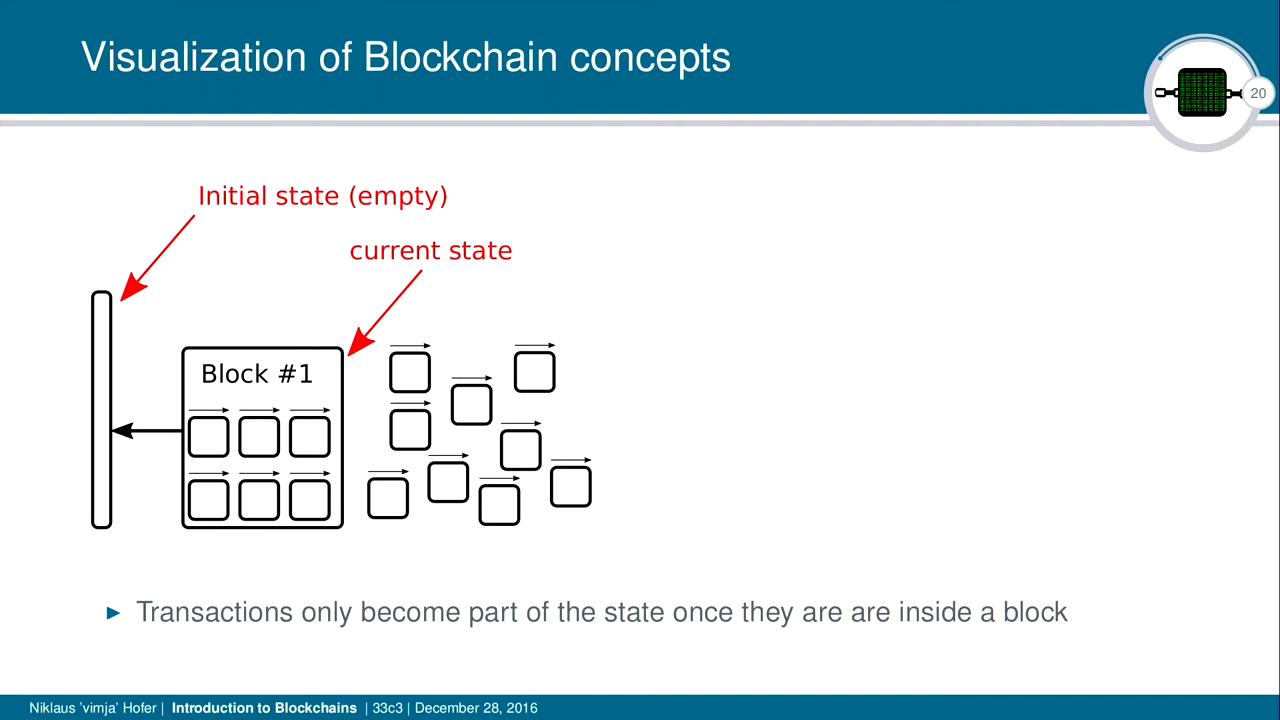 Visualization of Blockchain concepts
20
Initial state (empty)
current state
Block #1
Transactions only become part of the state once they are are inside a block
Niklaus 'vimja' Hofer | Introduction to Blockchains | 33c3 | December 28, 2016